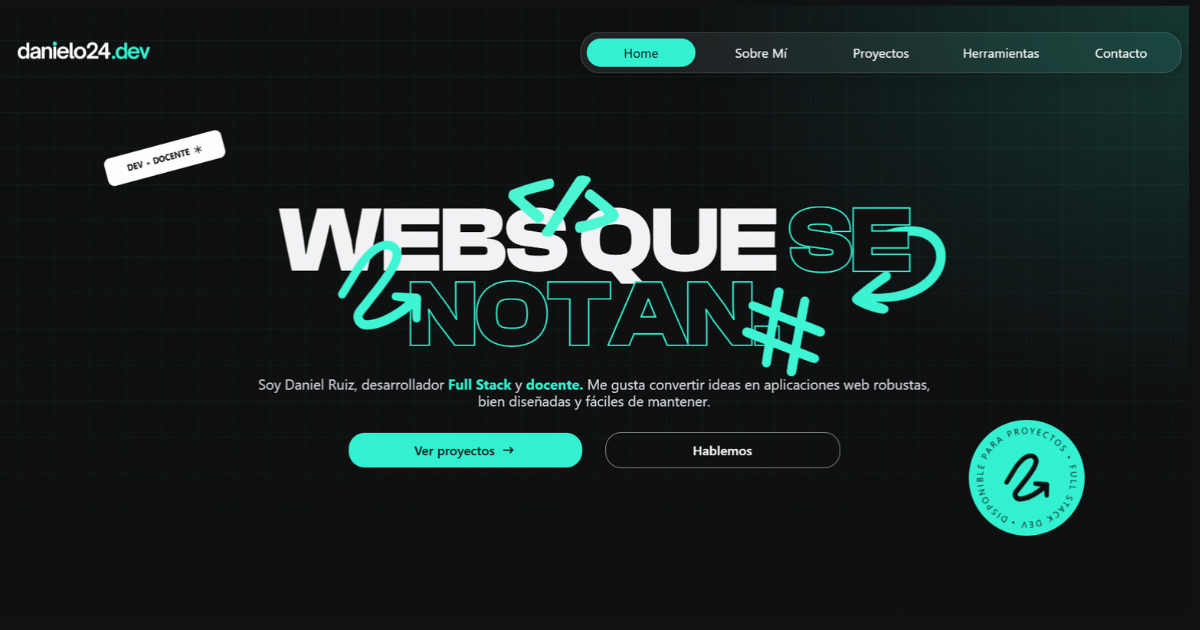 danielo24.dev
Home
Sobre Mí
Proyectos
Herramientas
Contacto
DEV + DOCENTE *
</>
WEBS QUE SE
NOTAN.
#
Soy Daniel Ruiz, desarrollador Full Stack y docente. Me gusta convertir ideas en aplicaciones web robustas,
bien diseñadas y fáciles de mantener.
Ver proyectos →
Hablemos
DISPONIBLE PARA PROYECTOS • FULL STACK DEV •